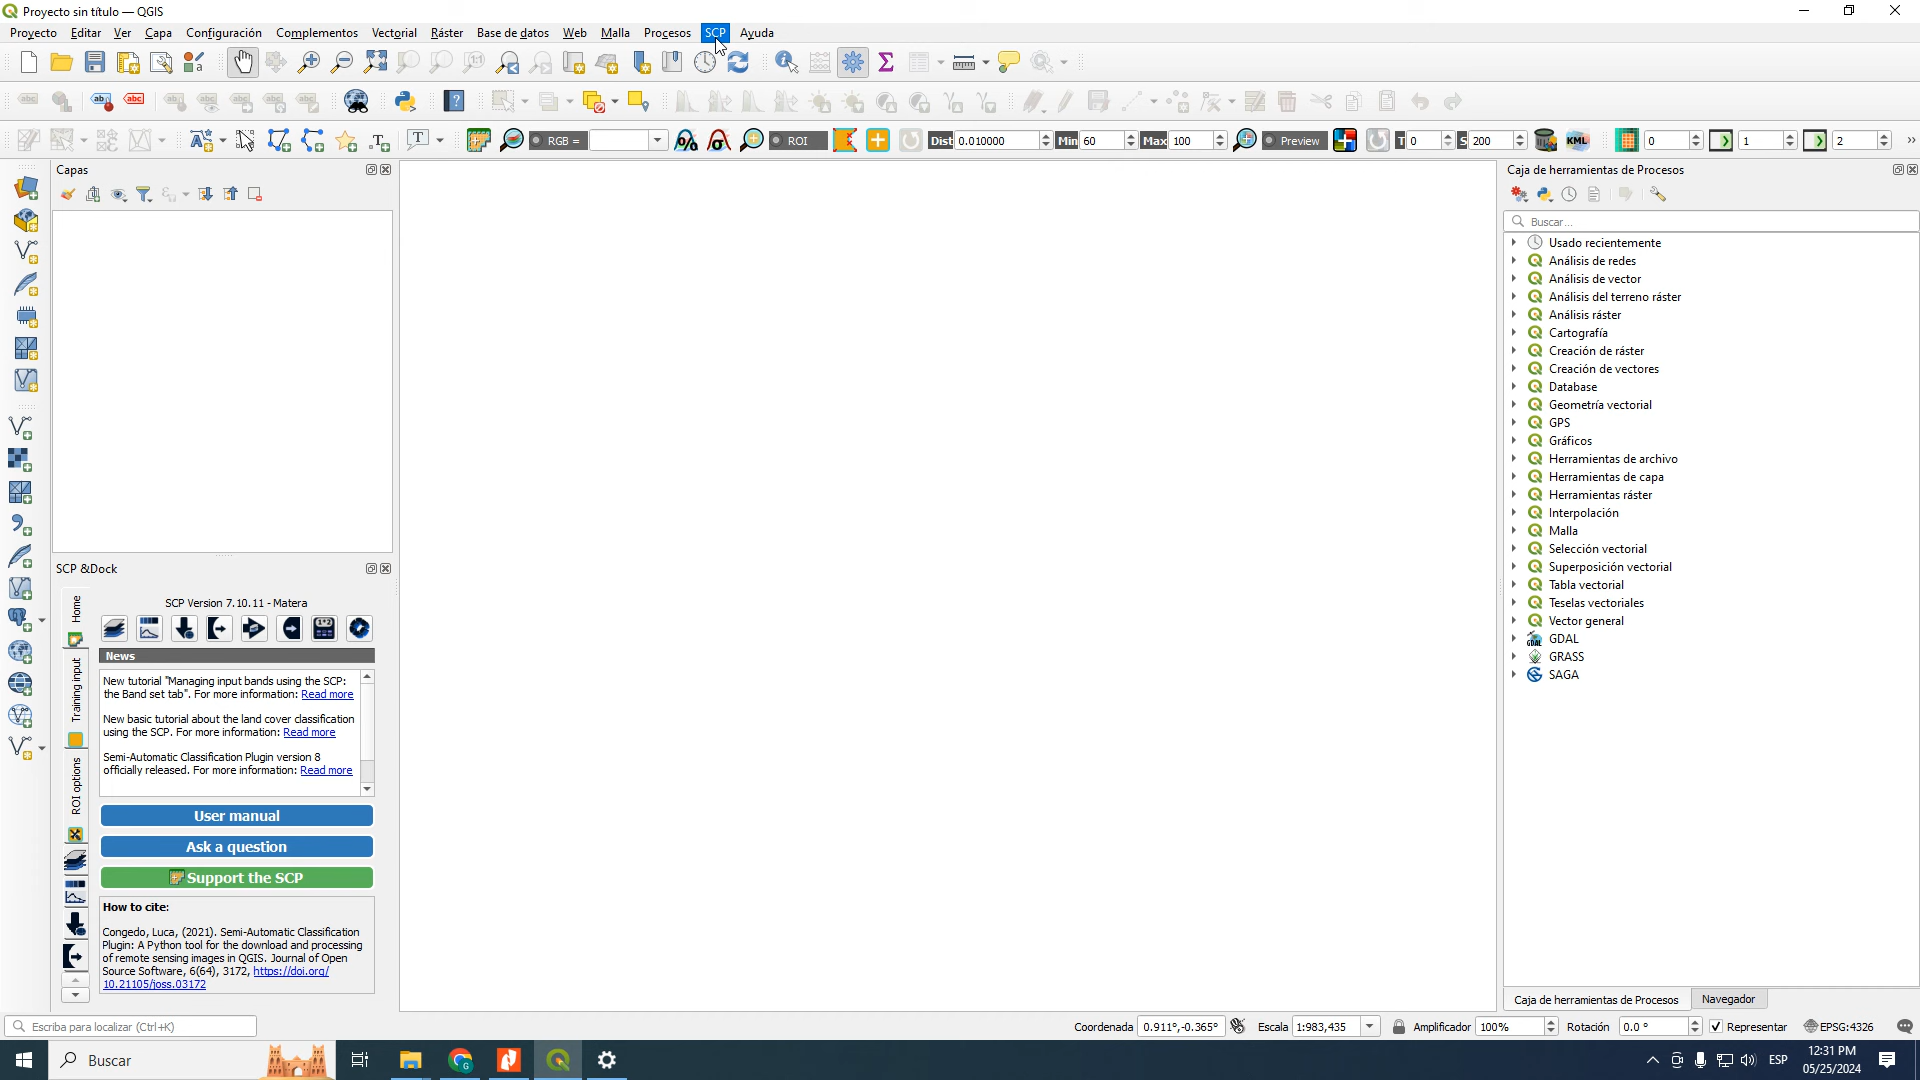 Proyecto sin título — QGIS
Proyecto Editar Ver Capa Configuración Complementos Vectorial Ráster Base de datos Web Malla Procesos SCP Ayuda
RGB = ROI Dist 0.010000 Min 60 Max 100 Preview T 0 S 200 KML 0 1 2
Capas
Caja de herramientas de Procesos
Buscar...
Usado recientemente
Análisis de redes
Análisis de vector
Análisis del terreno ráster
Análisis ráster
Cartografía
Creación de ráster
Creación de vectores
Database
Geometría vectorial
GPS
Gráficos
Herramientas de archivo
Herramientas de capa
Herramientas ráster
Interpolación
Malla
Selección vectorial
Superposición vectorial
Tabla vectorial
Teselas vectoriales
Vector general
GDAL
GRASS
SAGA
SCP &Dock
Home
Training input
ROI options
SCP Version 7.10.11 - Matera
News
New tutorial "Managing input bands using the SCP:
the Band set tab". For more information: Read more
New basic tutorial about the land cover classification
using the SCP. For more information: Read more
Semi-Automatic Classification Plugin version 8
officially released. For more information: Read more
User manual
Ask a question
Support the SCP
How to cite:
Congedo, Luca, (2021). Semi-Automatic Classification
Plugin: A Python tool for the download and processing
of remote sensing images in QGIS. Journal of Open
Source Software, 6(64), 3172, https://doi.org/
10.21105/joss.03172
Caja de herramientas de Procesos Navegador
Escriba para localizar (Ctrl+K)
Coordenada 0.911°,-0.365° Escala 1:983,435 Amplificador 100% Rotación 0.0 ° Representar EPSG:4326
Buscar
ESP
12:31 PM
05/25/2024